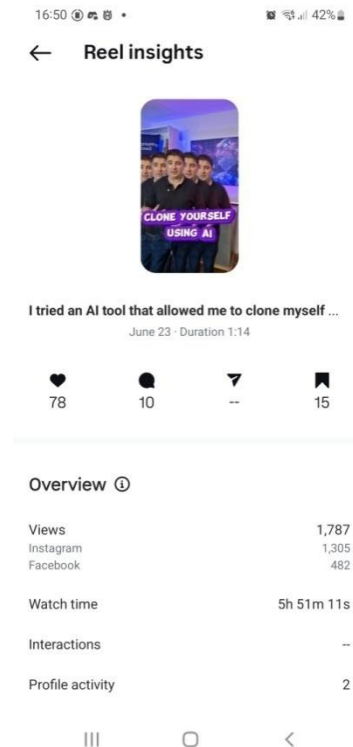 16:50
42%
Reel insights
CLONE YOURSELF
USING AI
I tried an AI tool that allowed me to clone myself ...
June 23 · Duration 1:14
78
10
--
15
Overview
Views 1,787
Instagram 1,305
Facebook 482
Watch time 5h 51m 11s
Interactions --
Profile activity 2